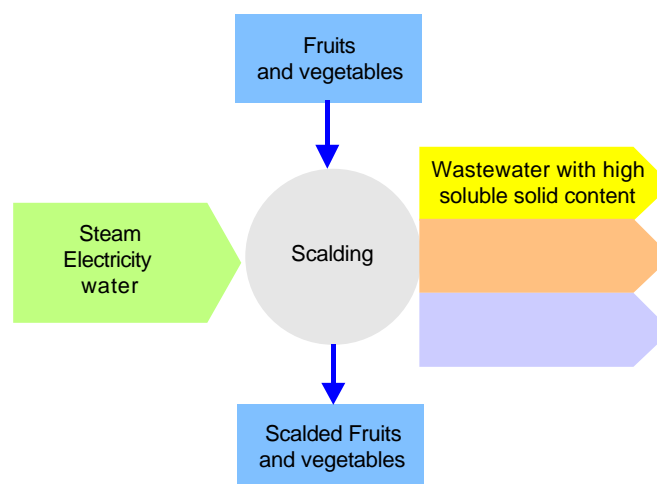 Fruits
and vegetables
Wastewater with high
soluble solid content
Steam
Electricity
water
Scalding
Scalded Fruits
and vegetables